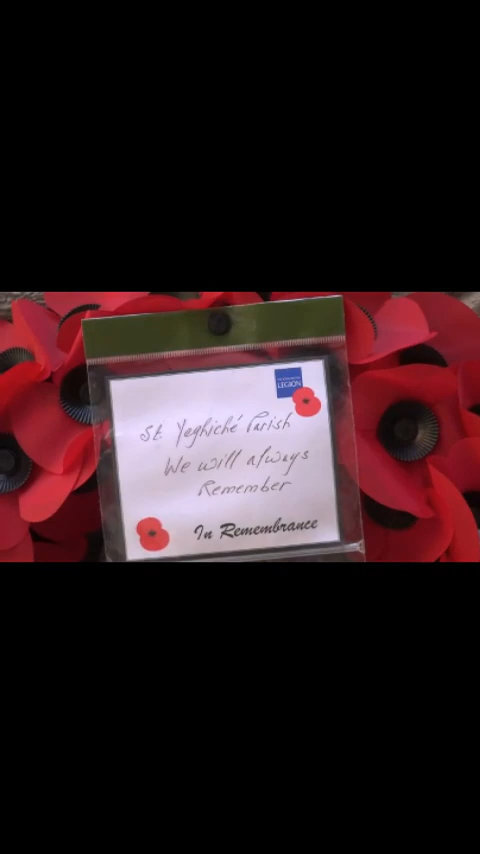 LEGION
St. Yeghiché Parish
We will always
Remember
In Remembrance